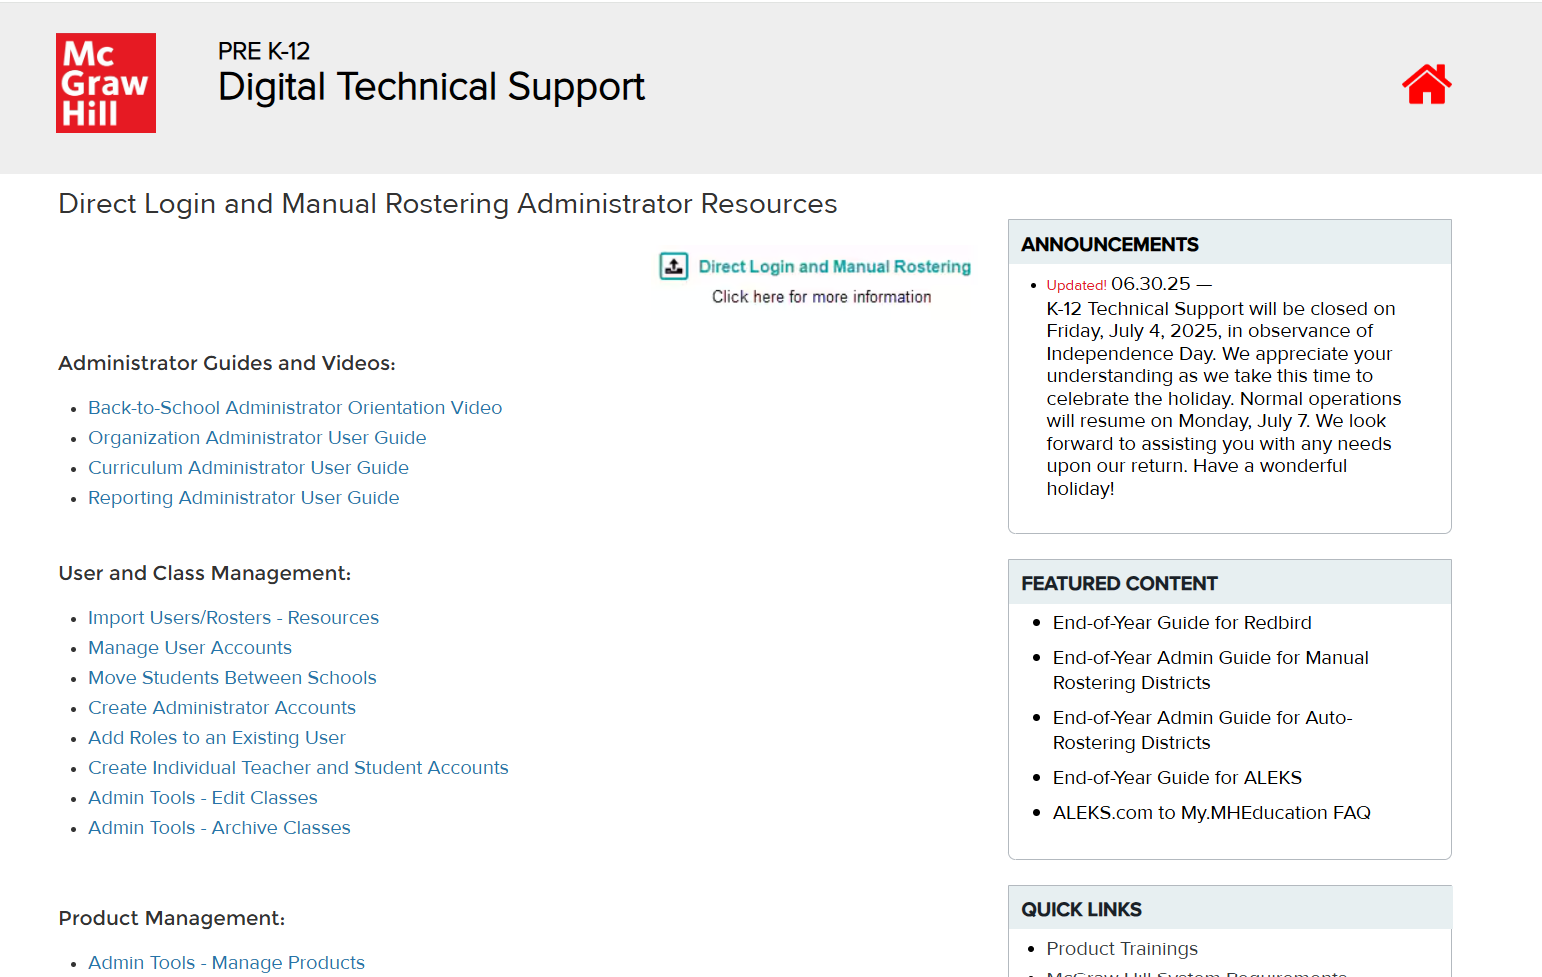 Mc
Graw
Hill
PRE K-12
Digital Technical Support
Direct Login and Manual Rostering Administrator Resources
Direct Login and Manual Rostering
Click here for more information
Administrator Guides and Videos:
Back-to-School Administrator Orientation Video
Organization Administrator User Guide
Curriculum Administrator User Guide
Reporting Administrator User Guide
User and Class Management:
Import Users/Rosters - Resources
Manage User Accounts
Move Students Between Schools
Create Administrator Accounts
Add Roles to an Existing User
Create Individual Teacher and Student Accounts
Admin Tools - Edit Classes
Admin Tools - Archive Classes
Product Management:
Admin Tools - Manage Products
ANNOUNCEMENTS
Updated! 06.30.25 —
K-12 Technical Support will be closed on
Friday, July 4, 2025, in observance of
Independence Day. We appreciate your
understanding as we take this time to
celebrate the holiday. Normal operations
will resume on Monday, July 7. We look
forward to assisting you with any needs
upon our return. Have a wonderful
holiday!
FEATURED CONTENT
End-of-Year Guide for Redbird
End-of-Year Admin Guide for Manual
Rostering Districts
End-of-Year Admin Guide for Auto-
Rostering Districts
End-of-Year Guide for ALEKS
ALEKS.com to My.MHEducation FAQ
QUICK LINKS
Product Trainings
McGraw Hill System Requirements